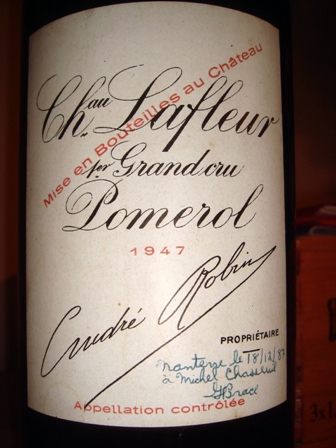 Ch.au Lafleur
Mise en Bouteilles au Château
1er Grand cru
Pomerol
1947
André Robin
PROPRIÉTAIRE
Nanterre le 18/12/87
à Michel Chasseuil
Appellation contrôlée